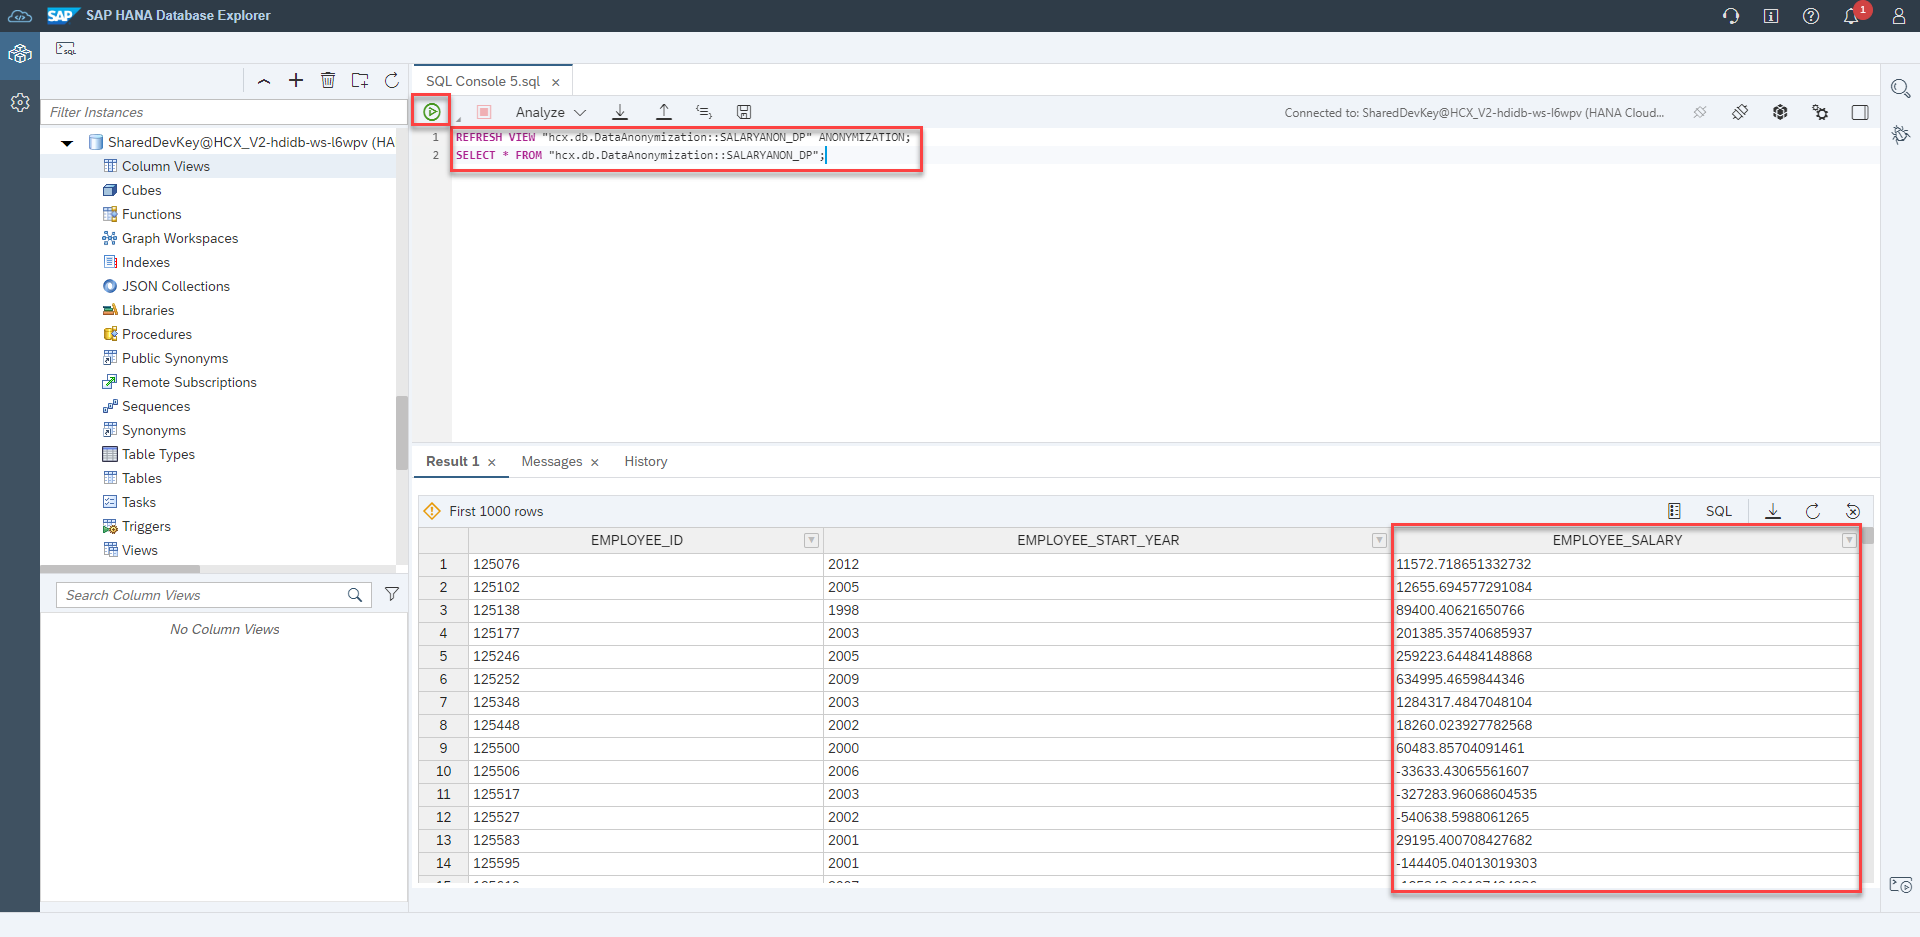 SAP SAP HANA Database Explorer
1
SQL
Filter Instances
SharedDevKey@HCX_V2-hdidb-ws-l6wpv (HA
Column Views
Cubes
Functions
Graph Workspaces
Indexes
JSON Collections
Libraries
Procedures
Public Synonyms
Remote Subscriptions
Sequences
Synonyms
Table Types
Tables
Tasks
Triggers
Views
Search Column Views
No Column Views
SQL Console 5.sql
Analyze
Connected to: SharedDevKey@HCX_V2-hdidb-ws-l6wpv (HANA Cloud...
1 REFRESH VIEW "hcx.db.DataAnonymization::SALARYANON_DP" ANONYMIZATION;
2 SELECT * FROM "hcx.db.DataAnonymization::SALARYANON_DP";
Result 1 Messages History
First 1000 rows SQL
EMPLOYEE_ID EMPLOYEE_START_YEAR EMPLOYEE_SALARY
1 125076 2012 11572.718651332732
2 125102 2005 12655.694577291084
3 125138 1998 89400.40621650766
4 125177 2003 201385.35740685937
5 125246 2005 259223.64484148868
6 125252 2009 634995.4659844346
7 125348 2003 1284317.4847048104
8 125448 2002 18260.023927782568
9 125500 2000 60483.85704091461
10 125506 2006 -33633.43065561607
11 125517 2003 -327283.96068604535
12 125527 2002 -540638.5988061265
13 125583 2001 29195.400708427682
14 125595 2001 -144405.04013019303